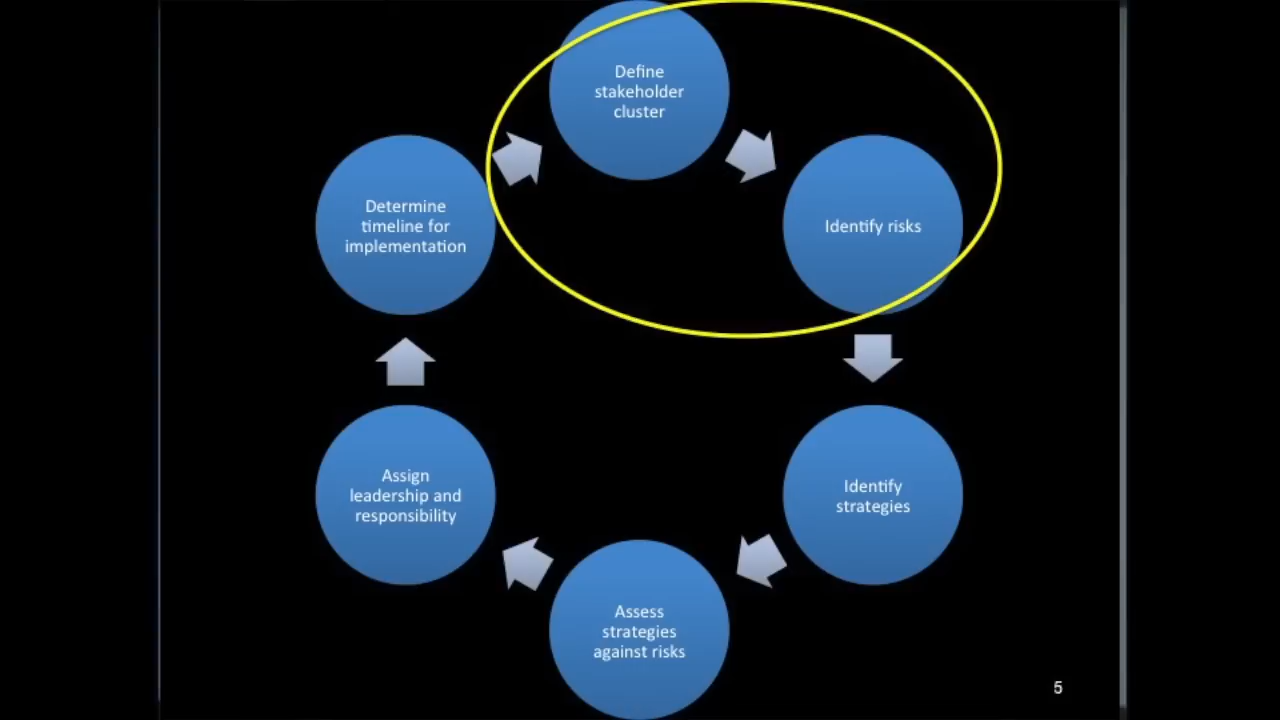 Define
stakeholder
cluster
Identify risks
Identify
strategies
Assess
strategies
against risks
Assign
leadership and
responsibility
Determine
timeline for
implementation
5